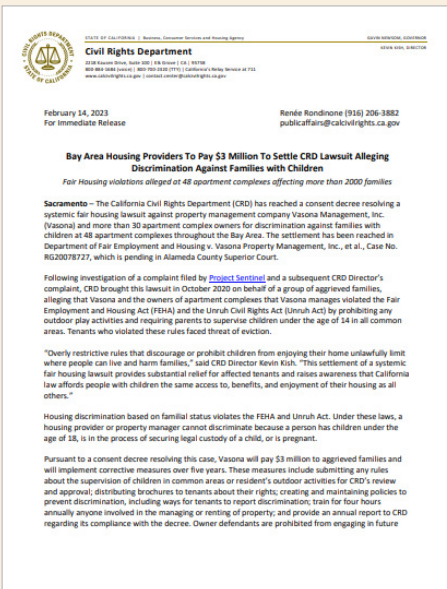 CIVIL RIGHTS DEPARTMENT
STATE OF CALIFORNIA
STATE OF CALIFORNIA | Business, Consumer Services and Housing Agency
GAVIN NEWSOM, GOVERNOR
KEVIN KISH, DIRECTOR
Civil Rights Department
2218 Kausen Drive, Suite 100 | Elk Grove | CA | 95758
800-884-1684 (voice) | 800-700-2320 (TTY) | California's Relay Service at 711
www.calcivilrights.ca.gov | contact.center@calcivilrights.ca.gov
February 14, 2023
For Immediate Release
Renée Rondinone (916) 206-3882
publicaffairs@calcivilrights.ca.gov
Bay Area Housing Providers To Pay $3 Million To Settle CRD Lawsuit Alleging
Discrimination Against Families with Children
Fair Housing violations alleged at 48 apartment complexes affecting more than 2000 families
Sacramento – The California Civil Rights Department (CRD) has reached a consent decree resolving a
systemic fair housing lawsuit against property management company Vasona Management, Inc.
(Vasona) and more than 30 apartment complex owners for discrimination against families with
children at 48 apartment complexes throughout the Bay Area. The settlement has been reached in
Department of Fair Employment and Housing v. Vasona Property Management, Inc., et al., Case No.
RG20078727, which is pending in Alameda County Superior Court.
Following investigation of a complaint filed by Project Sentinel and a subsequent CRD Director's
complaint, CRD brought this lawsuit in October 2020 on behalf of a group of aggrieved families,
alleging that Vasona and the owners of apartment complexes that Vasona manages violated the Fair
Employment and Housing Act (FEHA) and the Unruh Civil Rights Act (Unruh Act) by prohibiting any
outdoor play activities and requiring parents to supervise children under the age of 14 in all common
areas. Tenants who violated these rules faced threat of eviction.
"Overly restrictive rules that discourage or prohibit children from enjoying their home unlawfully limit
where people can live and harm families," said CRD Director Kevin Kish. "This settlement of a systemic
fair housing lawsuit provides substantial relief for affected tenants and raises awareness that California
law affords people with children the same access to, benefits, and enjoyment of their housing as all
others."
Housing discrimination based on familial status violates the FEHA and Unruh Act. Under these laws, a
housing provider or property manager cannot discriminate because a person has children under the
age of 18, is in the process of securing legal custody of a child, or is pregnant.
Pursuant to a consent decree resolving this case, Vasona will pay $3 million to aggrieved families and
will implement corrective measures over five years. These measures include submitting any rules
about the supervision of children in common areas or resident's outdoor activities for CRD's review
and approval; distributing brochures to tenants about their rights; creating and maintaining policies to
prevent discrimination, including ways for tenants to report discrimination; train for four hours
annually anyone involved in the managing or renting of property; and provide an annual report to CRD
regarding its compliance with the decree. Owner defendants are prohibited from engaging in future